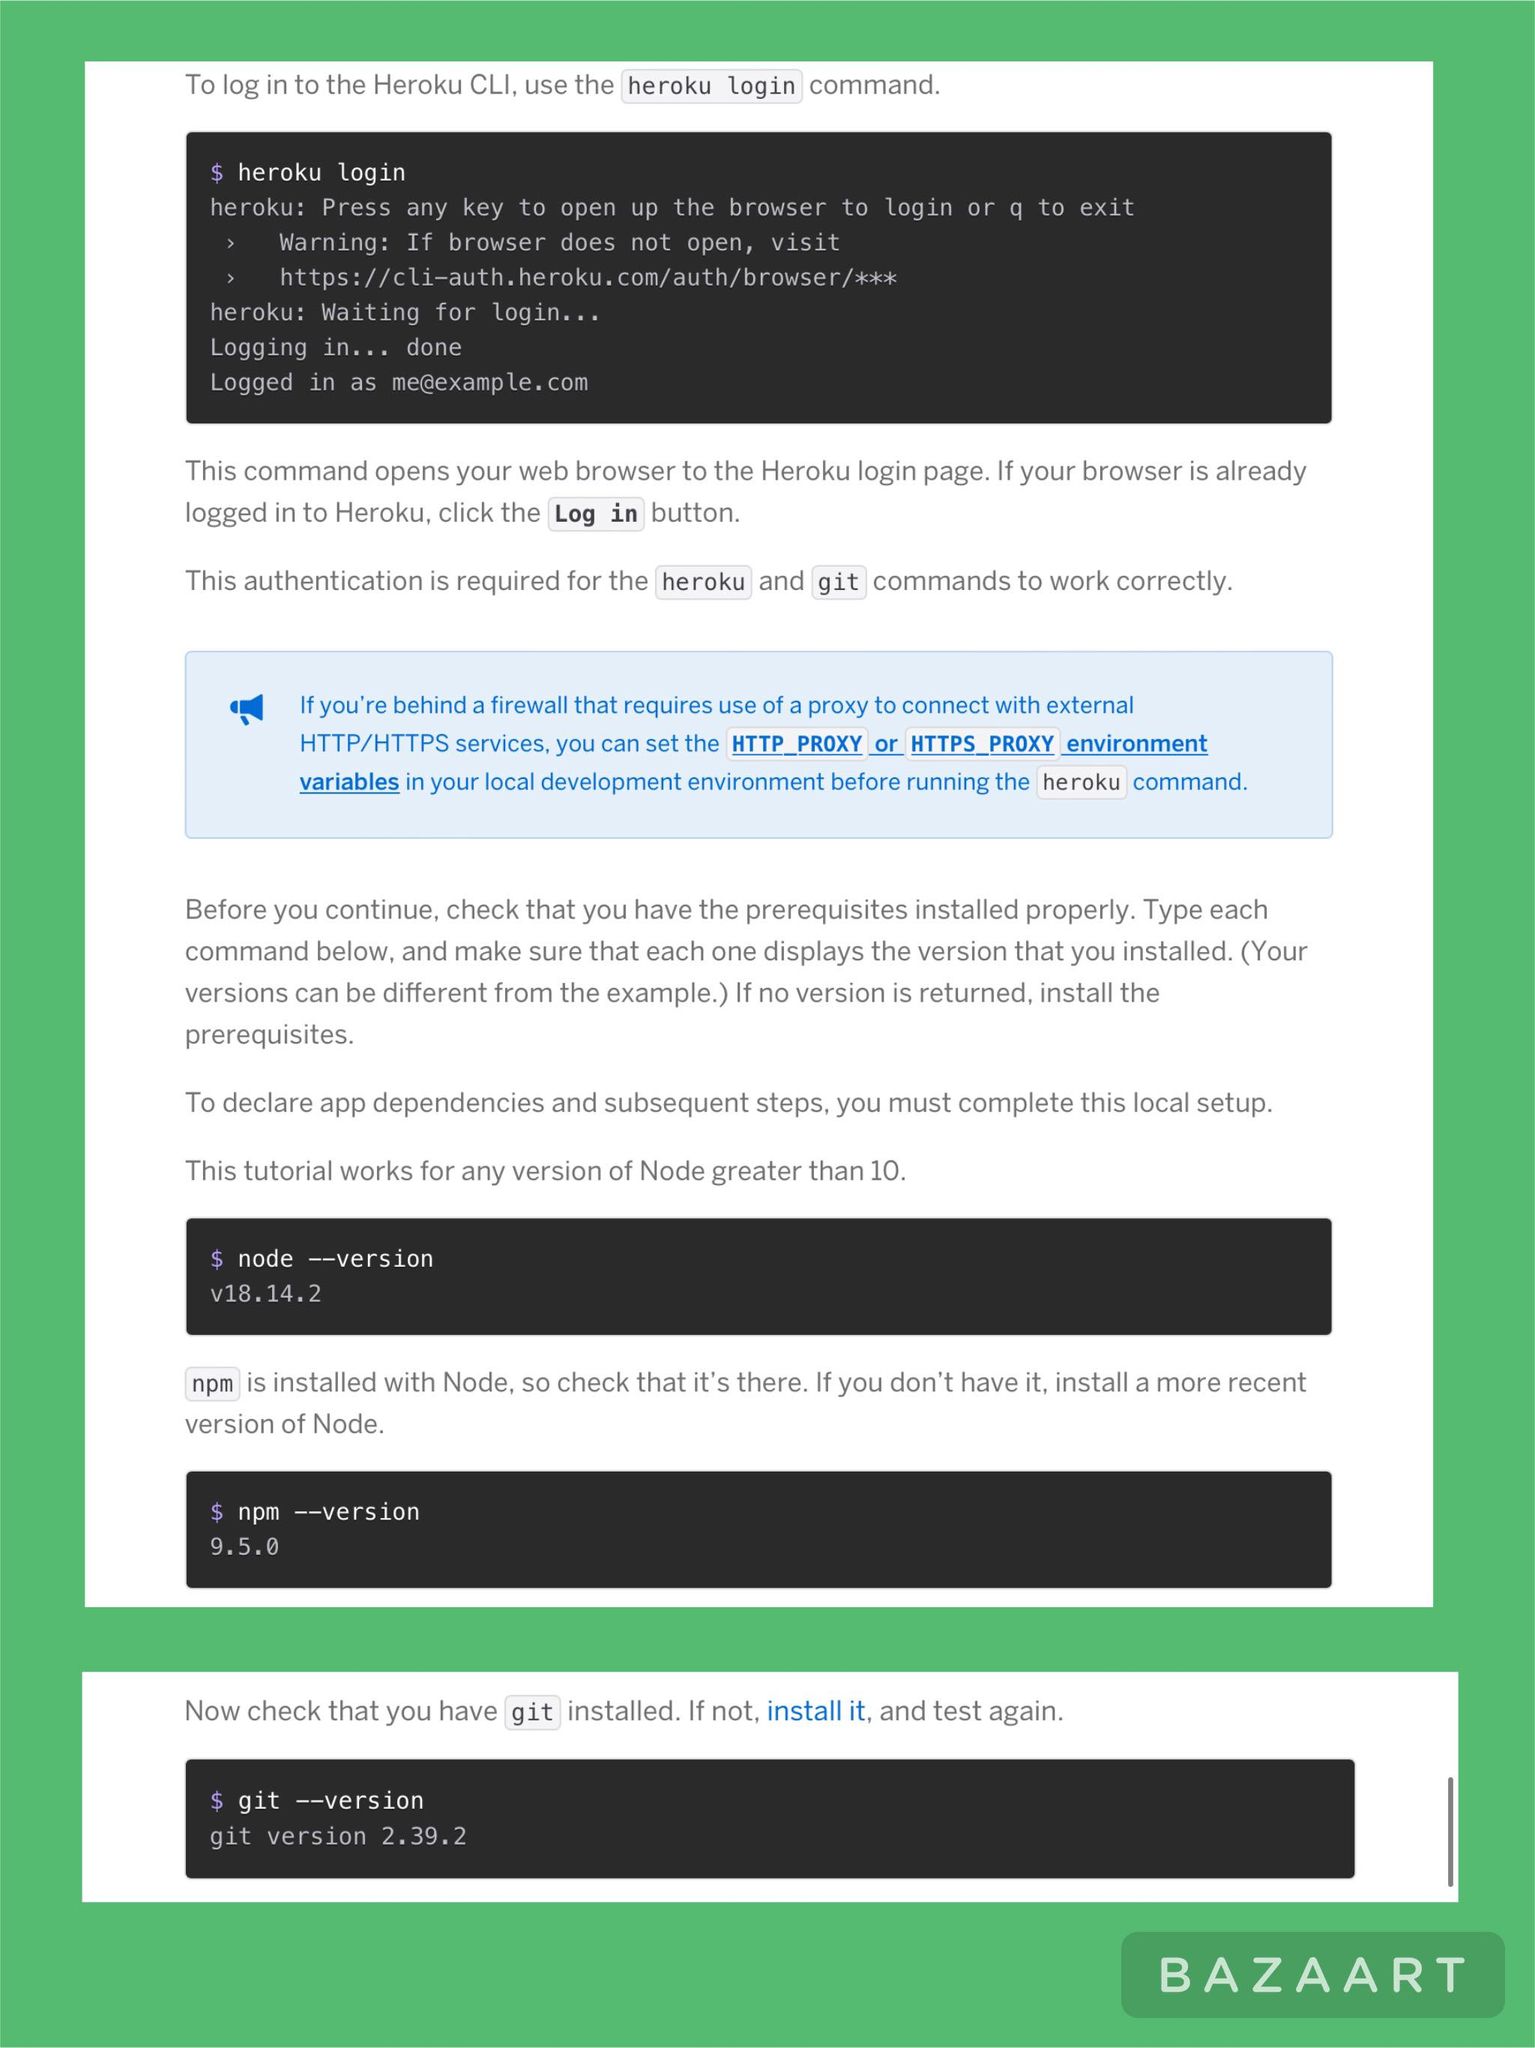 To log in to the Heroku CLI, use the heroku login command.
$ heroku login
heroku: Press any key to open up the browser to login or q to exit
›   Warning: If browser does not open, visit
›   https://cli-auth.heroku.com/auth/browser/***
heroku: Waiting for login...
Logging in... done
Logged in as me@example.com
This command opens your web browser to the Heroku login page. If your browser is already
logged in to Heroku, click the Log in button.
This authentication is required for the heroku and git commands to work correctly.
If you’re behind a firewall that requires use of a proxy to connect with external
HTTP/HTTPS services, you can set the HTTP_PROXY or HTTPS_PROXY environment
variables in your local development environment before running the heroku command.
Before you continue, check that you have the prerequisites installed properly. Type each
command below, and make sure that each one displays the version that you installed. (Your
versions can be different from the example.) If no version is returned, install the
prerequisites.
To declare app dependencies and subsequent steps, you must complete this local setup.
This tutorial works for any version of Node greater than 10.
$ node --version
v18.14.2
npm is installed with Node, so check that it’s there. If you don’t have it, install a more recent
version of Node.
$ npm --version
9.5.0
Now check that you have git installed. If not, install it, and test again.
$ git --version
git version 2.39.2
BAZAART